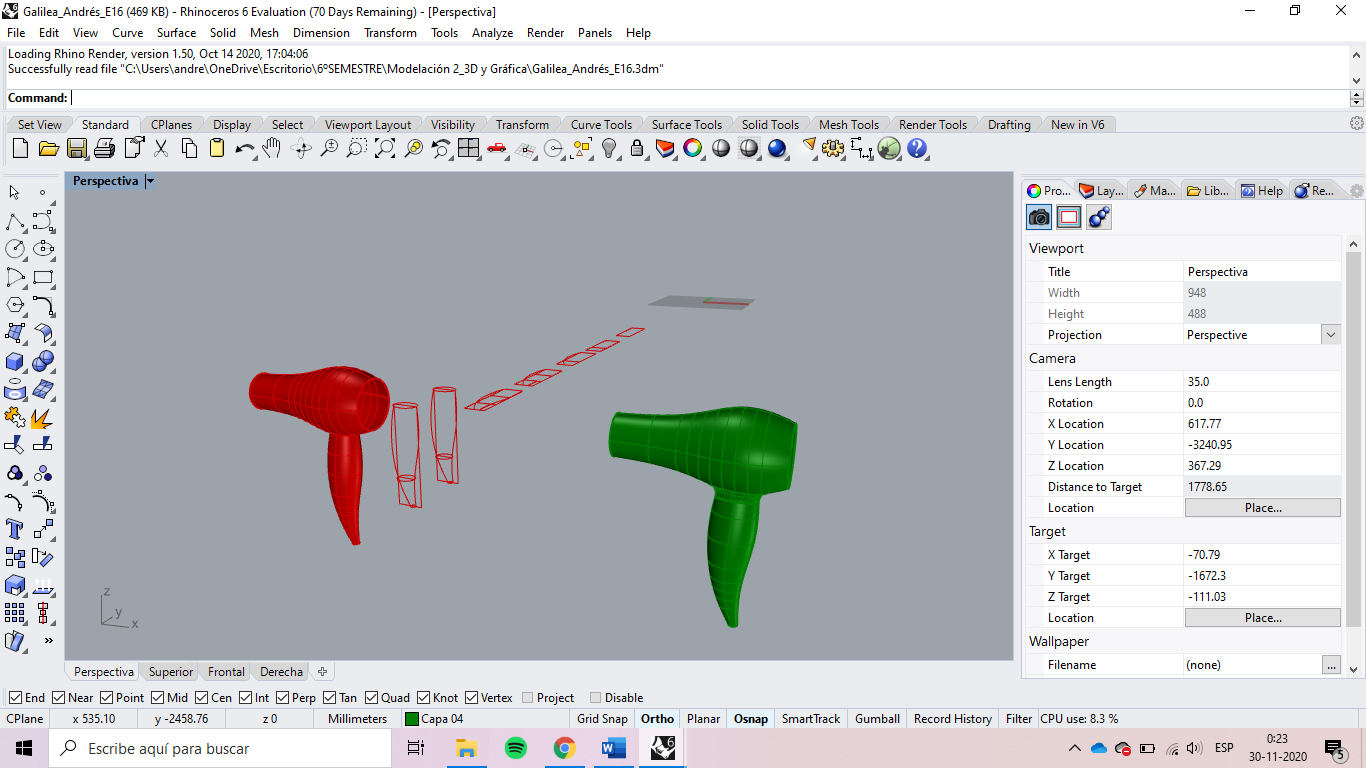 Galilea_Andrés_E16 (469 KB) - Rhinoceros 6 Evaluation (70 Days Remaining) - [Perspectiva]
File Edit View Curve Surface Solid Mesh Dimension Transform Tools Analyze Render Panels Help
Loading Rhino Render, version 1.50, Oct 14 2020, 17:04:06
Successfully read file "C:\Users\andre\OneDrive\Escritorio\6ºSEMESTRE\Modelación 2_3D y Gráfica\Galilea_Andrés_E16.3dm"
Command:
Set View Standard CPlanes Display Select Viewport Layout Visibility Transform Curve Tools Surface Tools Solid Tools Mesh Tools Render Tools Drafting New in V6
Perspectiva
Pro... Lay... Ma... Lib... Help Re...
Viewport
Title Perspectiva
Width 948
Height 488
Projection Perspective
Camera
Lens Length 35.0
Rotation 0.0
X Location 617.77
Y Location -3240.95
Z Location 367.29
Distance to Target 1778.65
Location Place...
Target
X Target -70.79
Y Target -1672.3
Z Target -111.03
Location Place...
Wallpaper
Filename (none) ...
z
y
x
Perspectiva Superior Frontal Derecha
End Near Point Mid Cen Int Perp Tan Quad Knot Vertex Project Disable
CPlane x 535.10 y -2458.76 z 0 Millimeters Capa 04 Grid Snap Ortho Planar Osnap SmartTrack Gumball Record History Filter CPU use: 8.3 %
Escribe aquí para buscar
ESP
0:23
30-11-2020
5